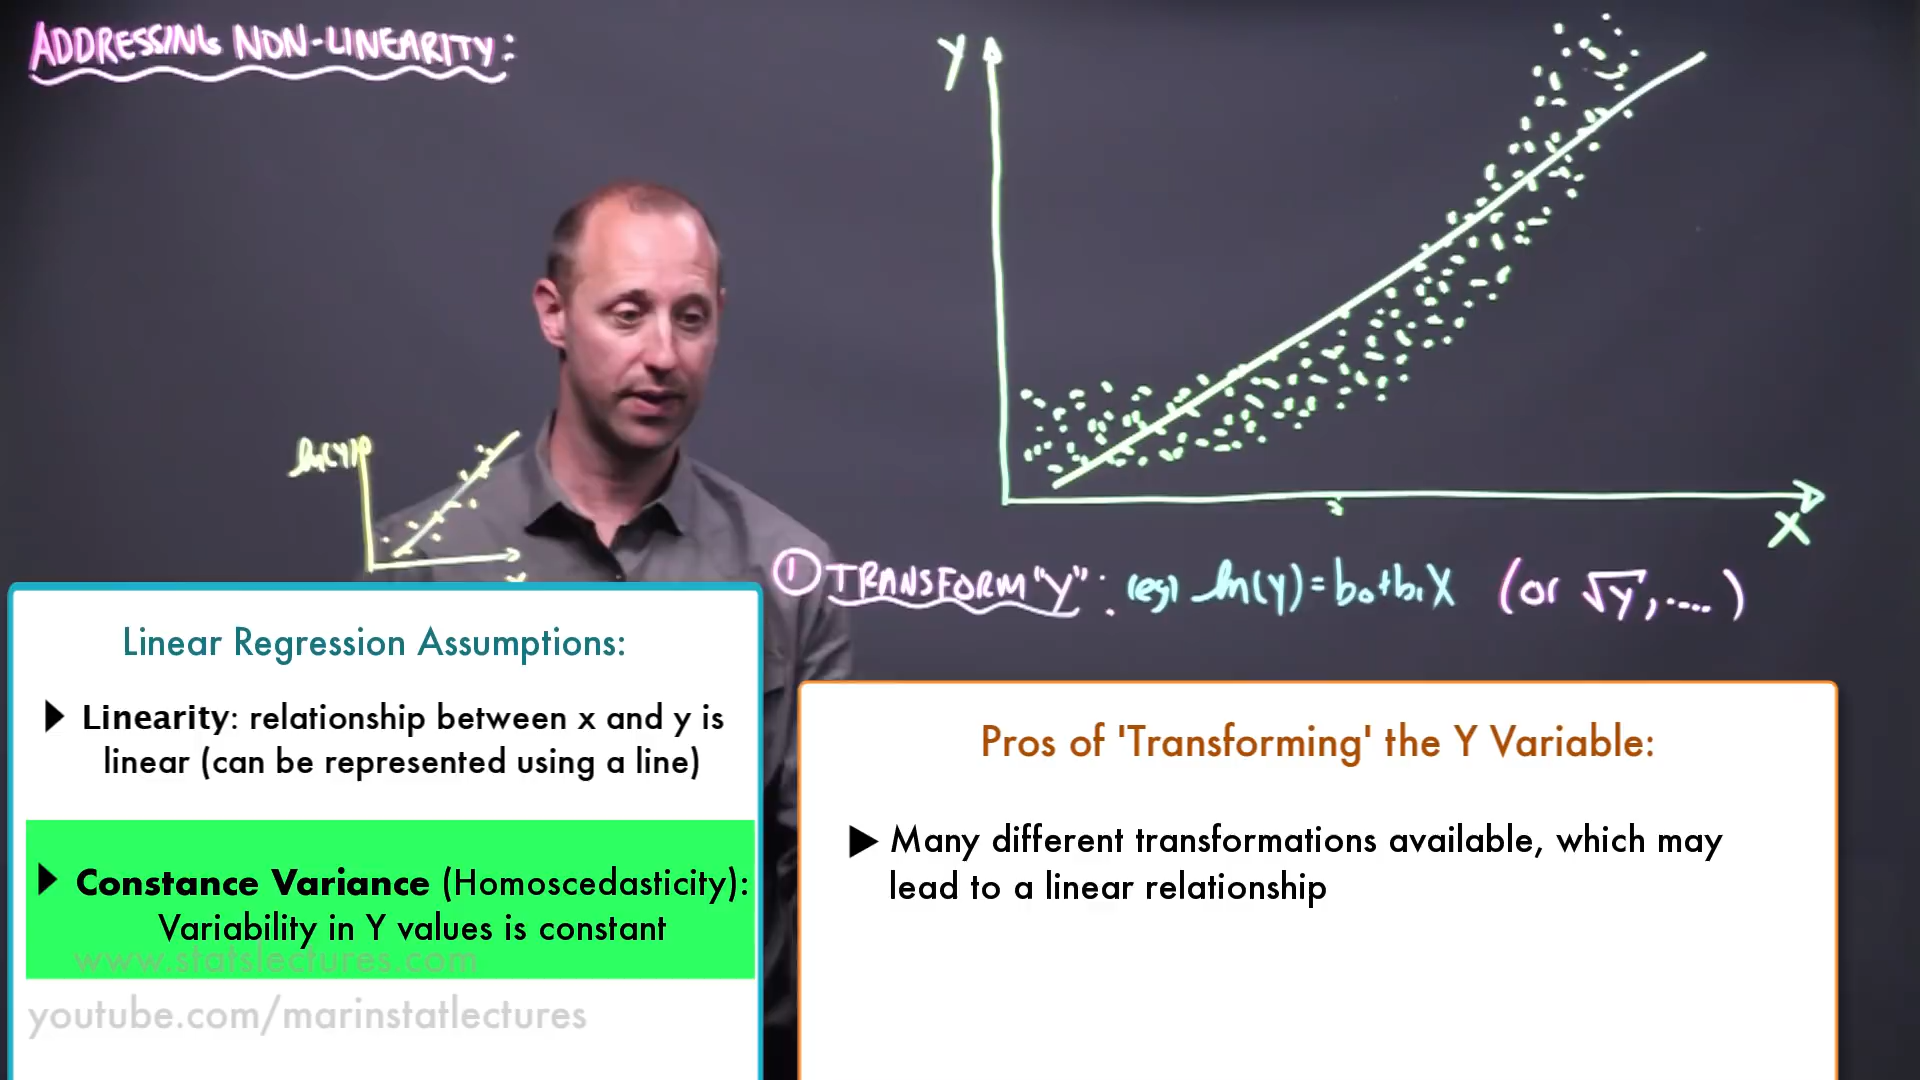 ADDRESSING NON-LINEARITY:
Y
X
ln(y)
① TRANSFORM "Y": (eg) ln(y) = b₀+b₁X (or √y, ....)
Linear Regression Assumptions:
▶ Linearity: relationship between x and y is
linear (can be represented using a line)
▶ Constance Variance (Homoscedasticity):
Variability in Y values is constant
www.statslectures.com
youtube.com/marinstatlectures
Pros of 'Transforming' the Y Variable:
▶ Many different transformations available, which may
lead to a linear relationship